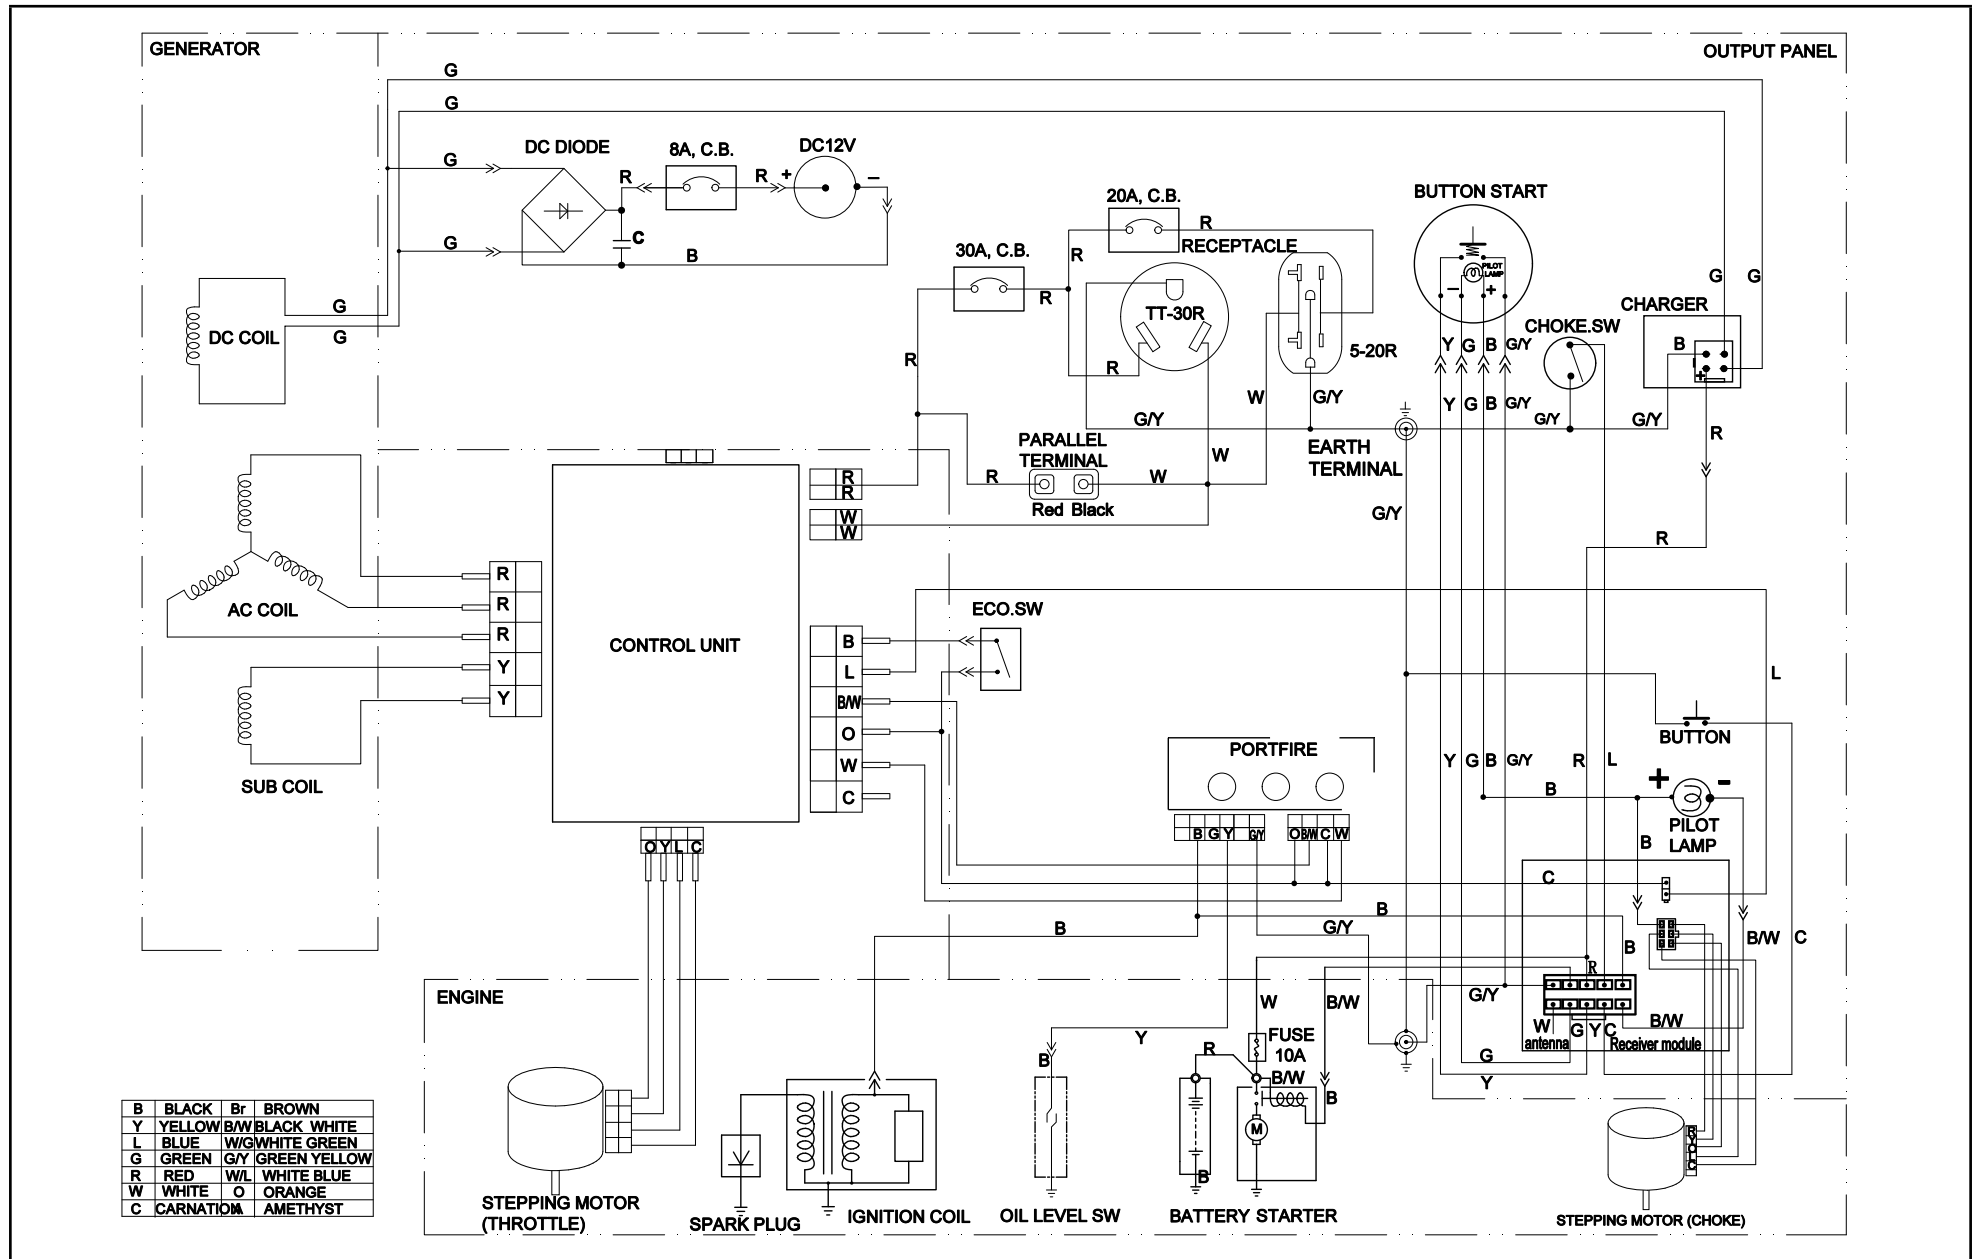 GENERATOR
OUTPUT PANEL
G
G
DC DIODE
8A, C.B.
DC12V
G
R
R
+
−
C
G
B
BUTTON START
20A, C.B.
R
RECEPTACLE
30A, C.B.
R
R
PILOT
LAMP
−
+
G
G
CHARGER
G
DC COIL
G
TT-30R
5-20R
CHOKE.SW
Y G B G/Y
B
+
R
R
W
G/Y
G/Y
Y G B G/Y
G/Y
G/Y
R
PARALLEL
TERMINAL
EARTH
TERMINAL
W
R
W
Red Black
R
R
W
W
G/Y
R
AC COIL
R
R
R
Y
Y
SUB COIL
CONTROL UNIT
ECO.SW
B
L
B/W
O
W
C
L
BUTTON
PORTFIRE
Y G B G/Y
R
L
B
+
-
PILOT
LAMP
B
O Y L C
B G Y G/Y
O B/W C W
C
B
B
G/Y
B
B/W
C
R
ENGINE
W
B/W
G/Y
W
antenna
G Y C
B/W
Receiver module
Y
FUSE
10A
R
B
B/W
B
G
Y
M
B
R
Y
O
L
C
STEPPING MOTOR
(THROTTLE)
SPARK PLUG
IGNITION COIL
OIL LEVEL SW
BATTERY STARTER
STEPPING MOTOR (CHOKE)
B BLACK Br BROWN
Y YELLOW B/W BLACK WHITE
L BLUE W/G WHITE GREEN
G GREEN G/Y GREEN YELLOW
R RED W/L WHITE BLUE
W WHITE O ORANGE
C CARNATION A AMETHYST